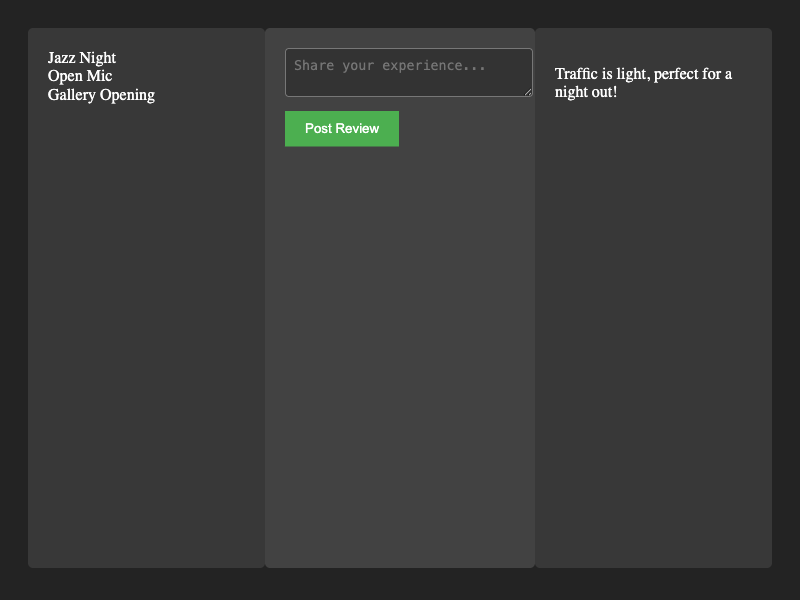 Jazz Night
Open Mic
Gallery Opening
Share your experience...
Post Review
Traffic is light, perfect for a
night out!